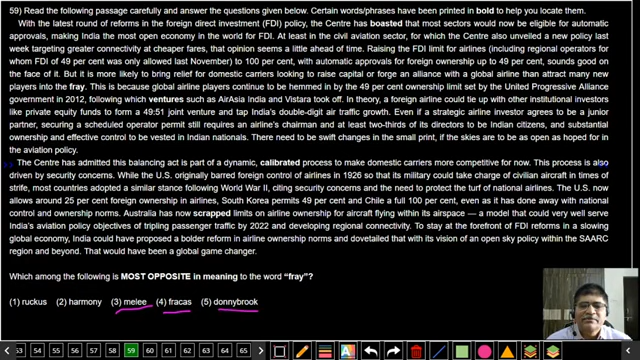 59) Read the following passage carefully and answer the questions given below. Certain words/phrases have been printed in bold to help you locate them.
With the latest round of reforms in the foreign direct investment (FDI) policy, the Centre has boasted that most sectors would now be eligible for automatic
approvals, making India the most open economy in the world for FDI. At least in the civil aviation sector, for which the Centre also unveiled a new policy last
week targeting greater connectivity at cheaper fares, that opinion seems a little ahead of time. Raising the FDI limit for airlines (including regional operators for
whom FDI of 49 per cent was only allowed last November) to 100 per cent, with automatic approvals for foreign ownership up to 49 per cent, sounds good on
the face of it. But it is more likely to bring relief for domestic carriers looking to raise capital or forge an alliance with a global airline than attract many new
players into the fray. This is because global airline players continue to be hemmed in by the 49 per cent ownership limit set by the United Progressive Alliance
government in 2012, following which ventures such as AirAsia India and Vistara took off. In theory, a foreign airline could tie up with other institutional investors
like private equity funds to form a 49:51 joint venture and tap India's double-digit air traffic growth. Even if a strategic airline investor agrees to be a junior
partner, securing a scheduled operator permit still requires an airline's chairman and at least two-thirds of its directors to be Indian citizens, and substantial
ownership and effective control to be vested in Indian nationals. There need to be swift changes in the small print, if the skies are to be as open as hoped for in
the aviation policy.
The Centre has admitted this balancing act is part of a dynamic, calibrated process to make domestic carriers more competitive for now. This process is also
driven by security concerns. While the U.S. originally barred foreign control of airlines in 1926 so that its military could take charge of civilian aircraft in times of
strife, most countries adopted a similar stance following World War II, citing security concerns and the need to protect the turf of national airlines. The U.S. now
allows around 25 per cent foreign ownership in airlines, South Korea permits 49 per cent and Chile a full 100 per cent, even as it has done away with national
control and ownership norms. Australia has now scrapped limits on airline ownership for aircraft flying within its airspace — a model that could very well serve
India's aviation policy objectives of tripling passenger traffic by 2022 and developing regional connectivity. To stay at the forefront of FDI reforms in a slowing
global economy, India could have proposed a bolder reform in airline ownership norms and dovetailed that with its vision of an open sky policy within the SAARC
region and beyond. That would have been a global game changer.
Which among the following is MOST OPPOSITE in meaning to the word "fray"?
(1) ruckus (2) harmony (3) melee (4) fracas (5) donnybrook
53 54 55 56 57 58 59 60 61 62 63 64 65